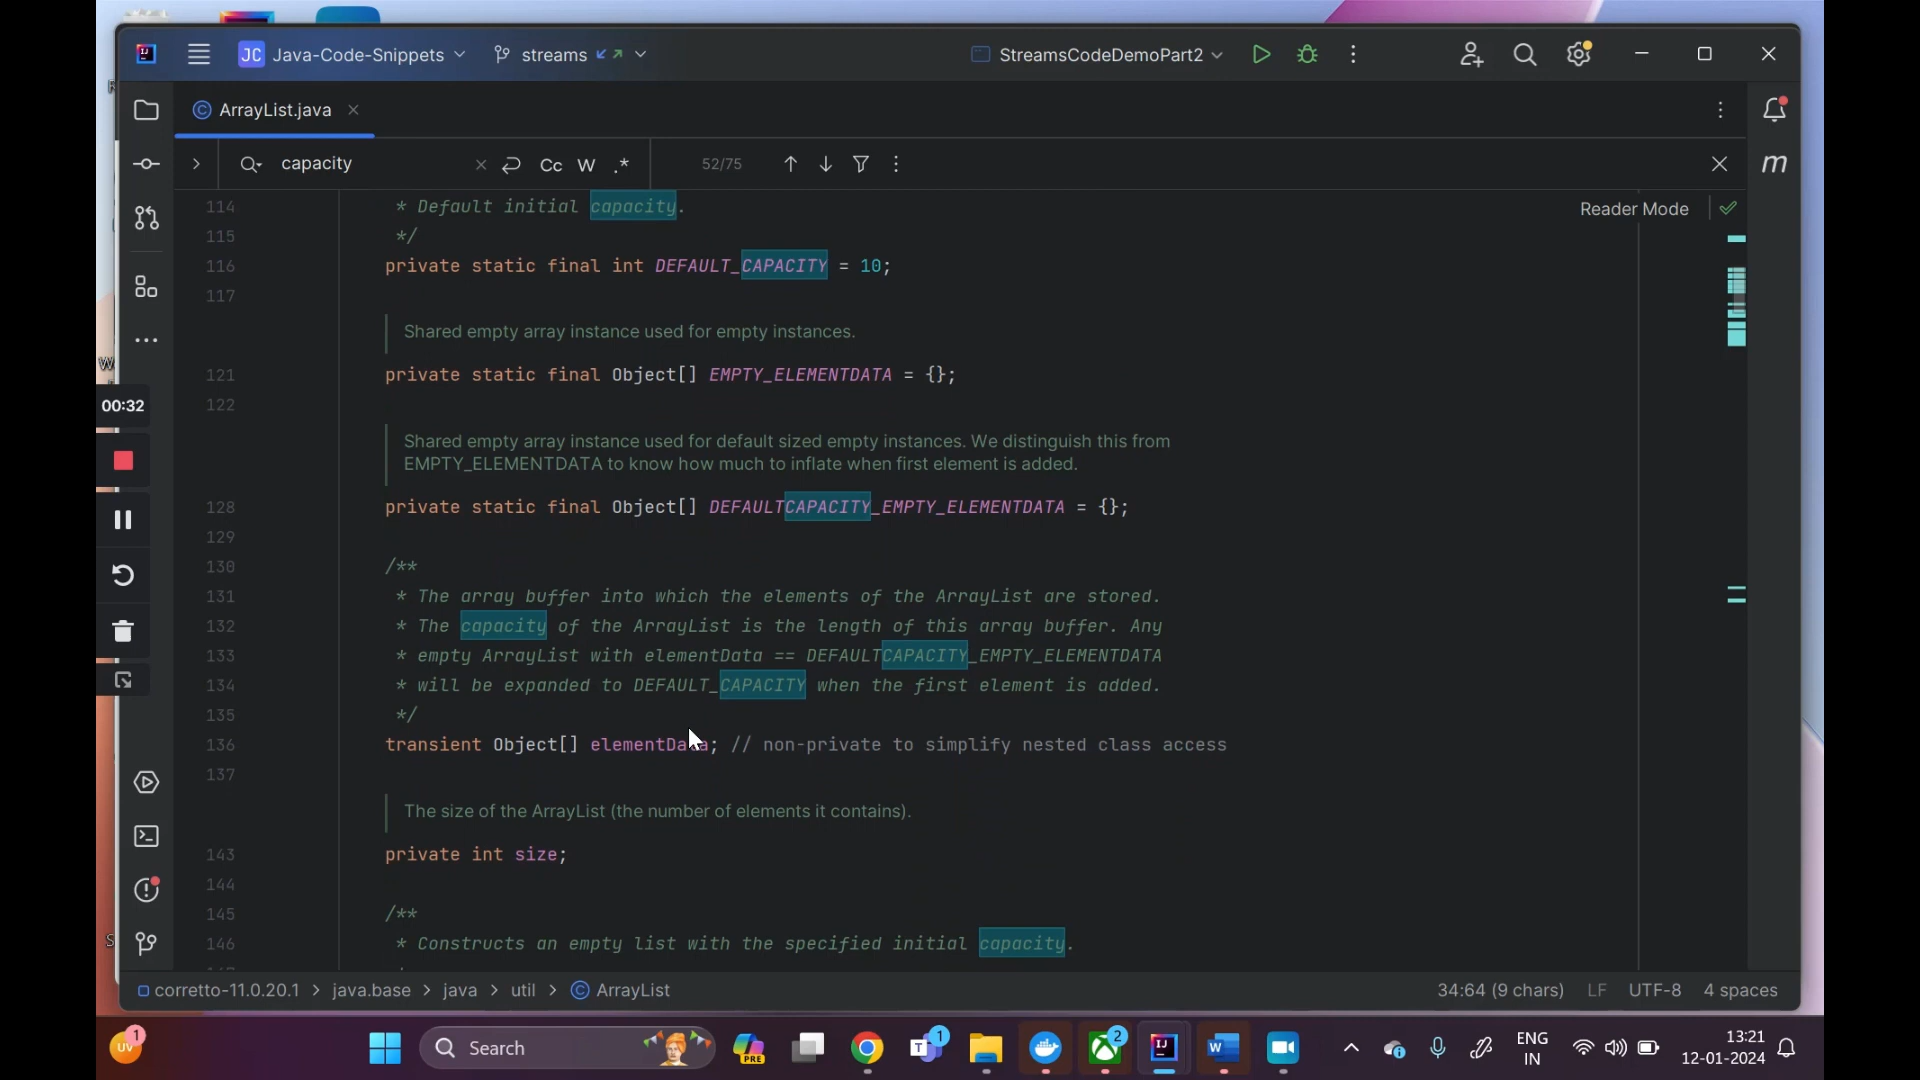 JC Java-Code-Snippets streams StreamsCodeDemoPart2
ArrayList.java
capacity Cc W .* 52/75
Reader Mode
114 * Default initial capacity.
115 */
116 private static final int DEFAULT_CAPACITY = 10;
117
Shared empty array instance used for empty instances.
121 private static final Object[] EMPTY_ELEMENTDATA = {};
122
Shared empty array instance used for default sized empty instances. We distinguish this from
EMPTY_ELEMENTDATA to know how much to inflate when first element is added.
128 private static final Object[] DEFAULTCAPACITY_EMPTY_ELEMENTDATA = {};
129
130 /**
131 * The array buffer into which the elements of the ArrayList are stored.
132 * The capacity of the ArrayList is the length of this array buffer. Any
133 * empty ArrayList with elementData == DEFAULTCAPACITY_EMPTY_ELEMENTDATA
134 * will be expanded to DEFAULT_CAPACITY when the first element is added.
135 */
136 transient Object[] elementData; // non-private to simplify nested class access
137
The size of the ArrayList (the number of elements it contains).
143 private int size;
144
145 /**
146 * Constructs an empty list with the specified initial capacity.
00:32
corretto-11.0.20.1 > java.base > java > util > ArrayList 34:64 (9 chars) LF UTF-8 4 spaces
UV 1 Search PRE 1 2 ENG
IN
13:21
12-01-2024